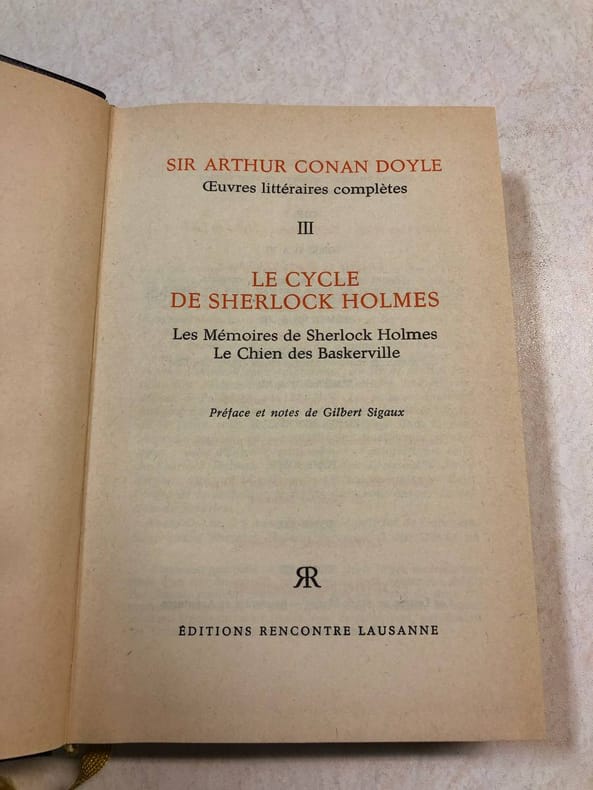 SIR ARTHUR CONAN DOYLE
Œuvres littéraires complètes
III
LE CYCLE
DE SHERLOCK HOLMES
Les Mémoires de Sherlock Holmes
Le Chien des Baskerville
Préface et notes de Gilbert Sigaux
RR
ÉDITIONS RENCONTRE LAUSANNE